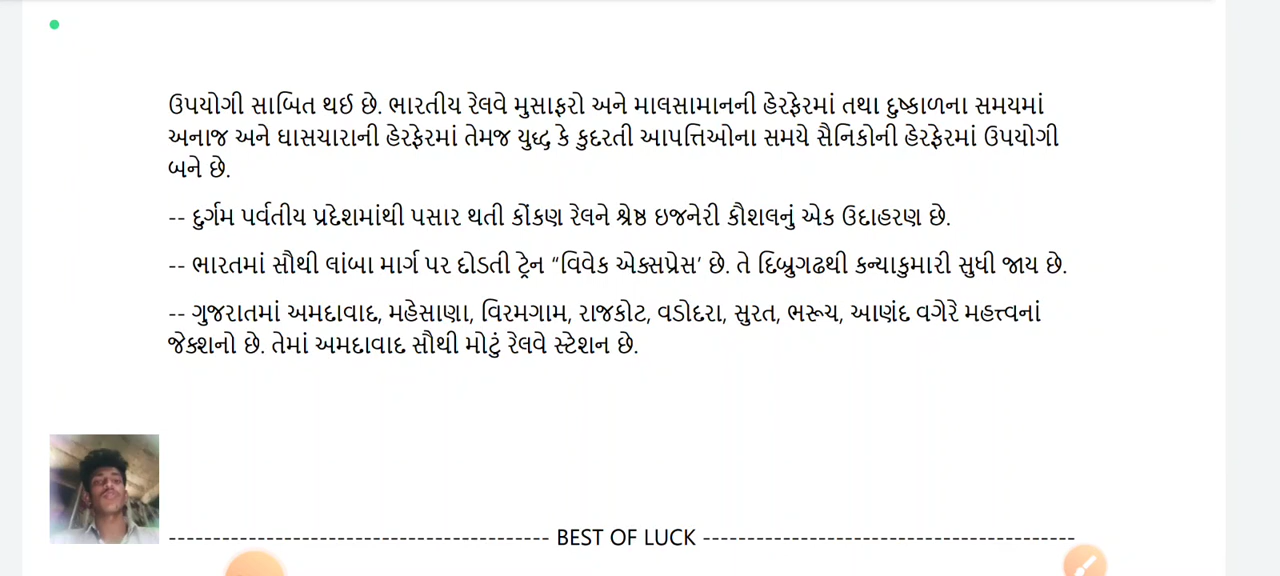 ઉપયોગી સાબિત થઈ છે. ભારતીય રેલવે મુસાફરો અને માલસામાનની હેરફેરમાં તથા દુષ્કાળના સમયમાં
અનાજ અને ઘાસચારાની હેરફેરમાં તેમજ યુદ્ધ કે કુદરતી આપત્તિઓના સમયે સૈનિકોની હેરફેરમાં ઉપયોગી
બને છે.
-- દુર્ગમ પર્વતીય પ્રદેશમાંથી પસાર થતી કોંકણ રેલને શ્રેષ્ઠ ઇજનેરી કૌશલનું એક ઉદાહરણ છે.
-- ભારતમાં સૌથી લાંબા માર્ગ પર દોડતી ટ્રેન “વિવેક એક્સપ્રેસ’ છે. તે દિબ્રુગઢથી કન્યાકુમારી સુધી જાય છે.
-- ગુજરાતમાં અમદાવાદ, મહેસાણા, વિરમગામ, રાજકોટ, વડોદરા, સુરત, ભરૂચ, આણંદ વગેરે મહત્ત્વનાં
જેક્શનો છે. તેમાં અમદાવાદ સૌથી મોટું રેલવે સ્ટેશન છે.
------------------------------------------- BEST OF LUCK ------------------------------------------